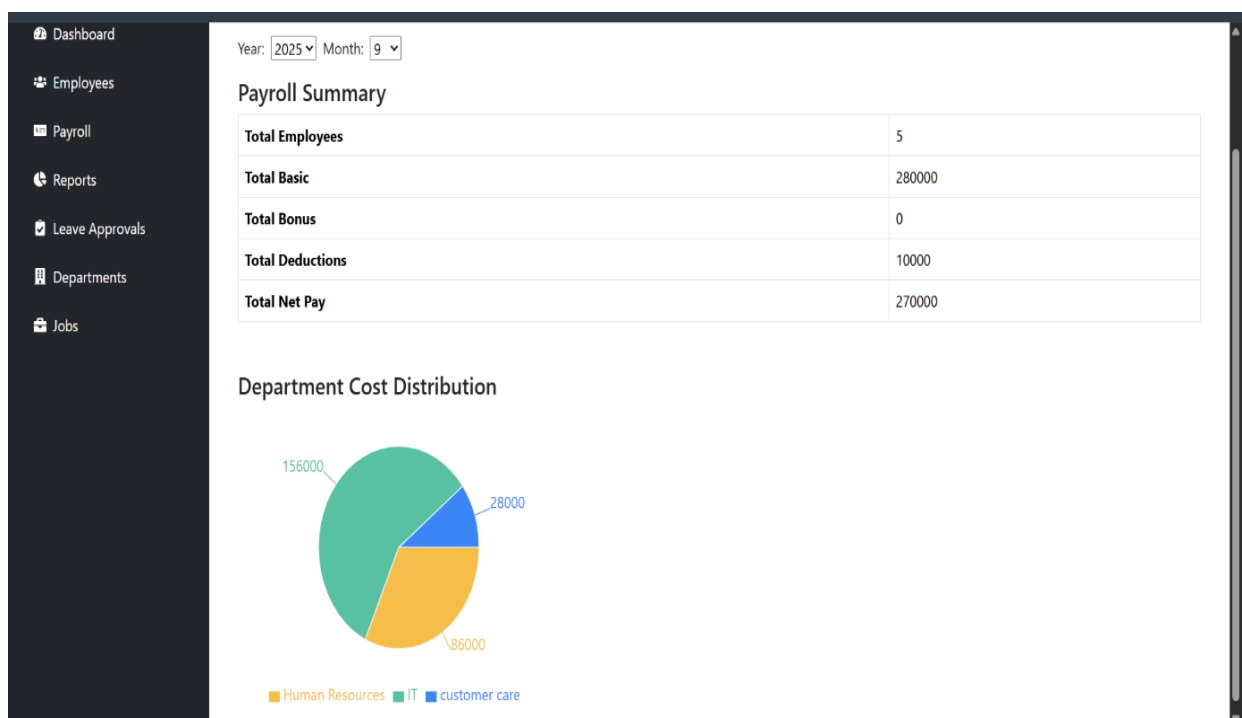 Dashboard
Employees
Payroll
Reports
Leave Approvals
Departments
Jobs
Year: 2025 Month: 9
Payroll Summary
Total Employees 5
Total Basic 280000
Total Bonus 0
Total Deductions 10000
Total Net Pay 270000
Department Cost Distribution
156000
28000
86000
Human Resources IT customer care